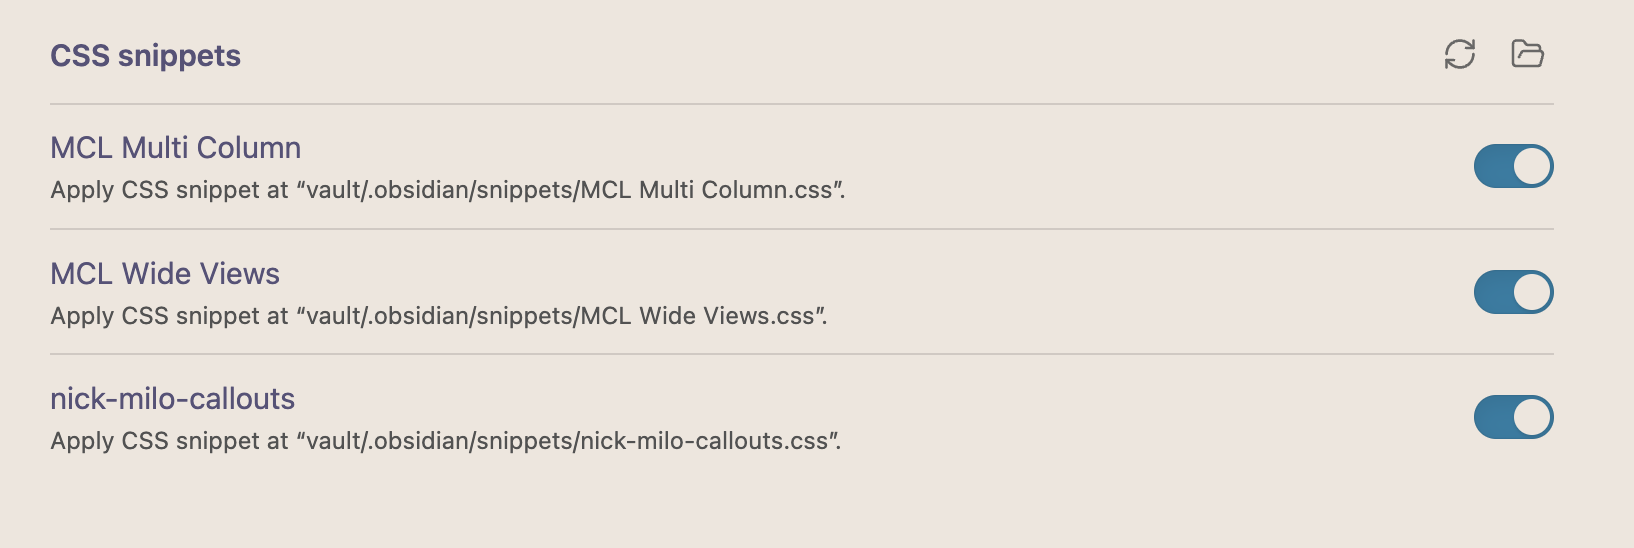 CSS snippets
MCL Multi Column
Apply CSS snippet at “vault/.obsidian/snippets/MCL Multi Column.css”.
MCL Wide Views
Apply CSS snippet at “vault/.obsidian/snippets/MCL Wide Views.css”.
nick-milo-callouts
Apply CSS snippet at “vault/.obsidian/snippets/nick-milo-callouts.css”.